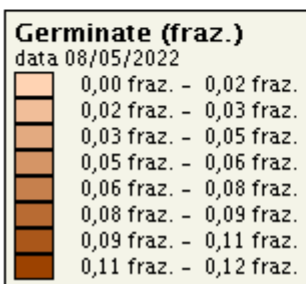 Germinate (fraz.)
data 08/05/2022
0,00 fraz. - 0,02 fraz.
0,02 fraz. - 0,03 fraz.
0,03 fraz. - 0,05 fraz.
0,05 fraz. - 0,06 fraz.
0,06 fraz. - 0,08 fraz.
0,08 fraz. - 0,09 fraz.
0,09 fraz. - 0,11 fraz.
0,11 fraz. - 0,12 fraz.